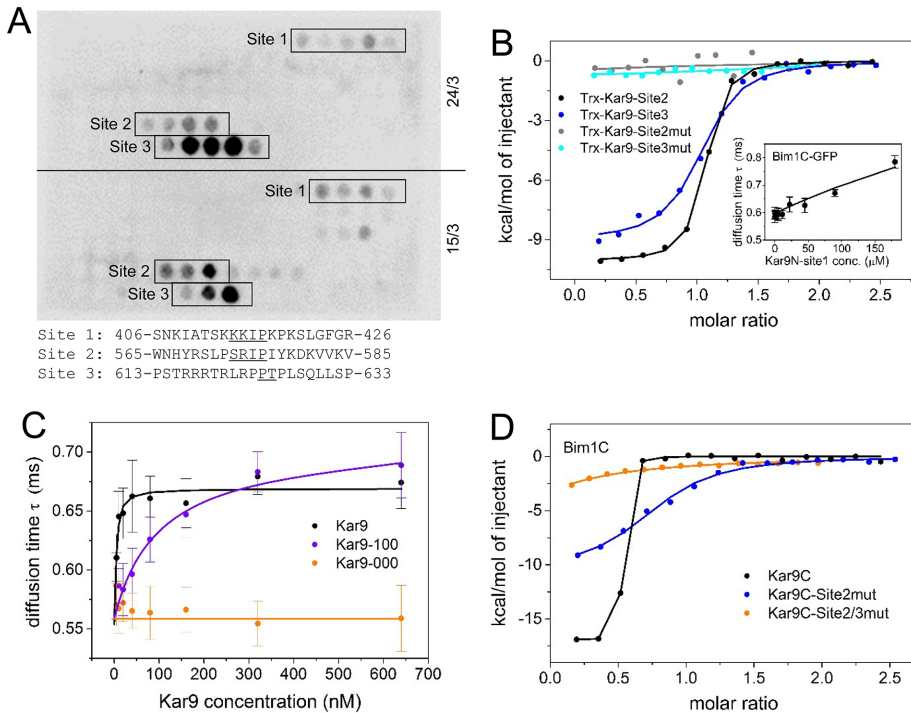 A
Site 1
24/3
Site 2
Site 3
Site 1
15/3
Site 2
Site 3
Site 1: 406-SNKIATSKKKIPKPKSLGFGR-426
Site 2: 565-WNHYRSLPSRIPIYKDKVVKV-585
Site 3: 613-PSTRRRTRLRPPTPLSQLLSP-633
B
kcal/mol of injectant
0
-3
-6
-9
Trx-Kar9-Site2
Trx-Kar9-Site3
Trx-Kar9-Site2mut
Trx-Kar9-Site3mut
diffusion time τ (ms)
0.8
0.7
0.6
0.5
Bim1C-GFP
0 50 100 150
Kar9N-site1 conc. (μM)
0.0 0.5 1.0 1.5 2.0 2.5
molar ratio
C
diffusion time τ (ms)
0.70
0.65
0.60
0.55
Kar9
Kar9-100
Kar9-000
0 100 200 300 400 500 600 700
Kar9 concentration (nM)
D
kcal/mol of injectant
0
-5
-10
-15
Bim1C
Kar9C
Kar9C-Site2mut
Kar9C-Site2/3mut
0.0 0.5 1.0 1.5 2.0 2.5
molar ratio